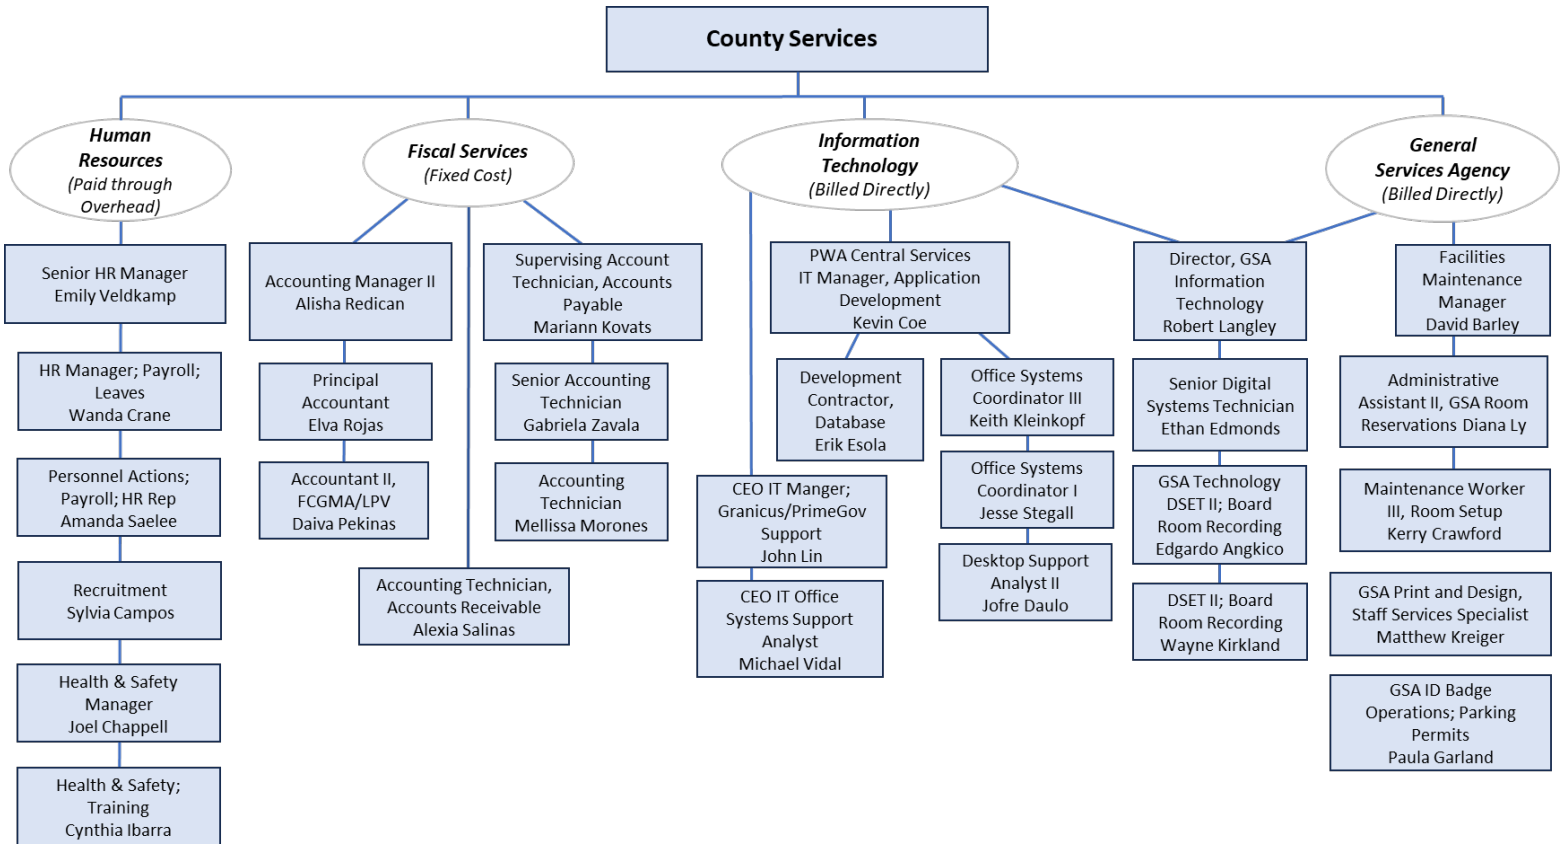 County Services
Human
Resources
(Paid through
Overhead)
Senior HR Manager
Emily Veldkamp
HR Manager; Payroll;
Leaves
Wanda Crane
Personnel Actions;
Payroll; HR Rep
Amanda Saelee
Recruitment
Sylvia Campos
Health & Safety
Manager
Joel Chappell
Health & Safety;
Training
Cynthia Ibarra
Fiscal Services
(Fixed Cost)
Accounting Manager II
Alisha Redican
Principal
Accountant
Elva Rojas
Accountant II,
FCGMA/LPV
Daiva Pekinas
Accounting Technician,
Accounts Receivable
Alexia Salinas
Supervising Account
Technician, Accounts
Payable
Mariann Kovats
Senior Accounting
Technician
Gabriela Zavala
Accounting
Technician
Mellissa Morones
Information
Technology
(Billed Directly)
CEO IT Manger;
Granicus/PrimeGov
Support
John Lin
CEO IT Office
Systems Support
Analyst
Michael Vidal
PWA Central Services
IT Manager, Application
Development
Kevin Coe
Development
Contractor,
Database
Erik Esola
Office Systems
Coordinator III
Keith Kleinkopf
Office Systems
Coordinator I
Jesse Stegall
Desktop Support
Analyst II
Jofre Daulo
Director, GSA
Information
Technology
Robert Langley
Senior Digital
Systems Technician
Ethan Edmonds
GSA Technology
DSET II; Board
Room Recording
Edgardo Angkico
DSET II; Board
Room Recording
Wayne Kirkland
General
Services Agency
(Billed Directly)
Facilities
Maintenance
Manager
David Barley
Administrative
Assistant II, GSA Room
Reservations Diana Ly
Maintenance Worker
III, Room Setup
Kerry Crawford
GSA Print and Design,
Staff Services Specialist
Matthew Kreiger
GSA ID Badge
Operations; Parking
Permits
Paula Garland